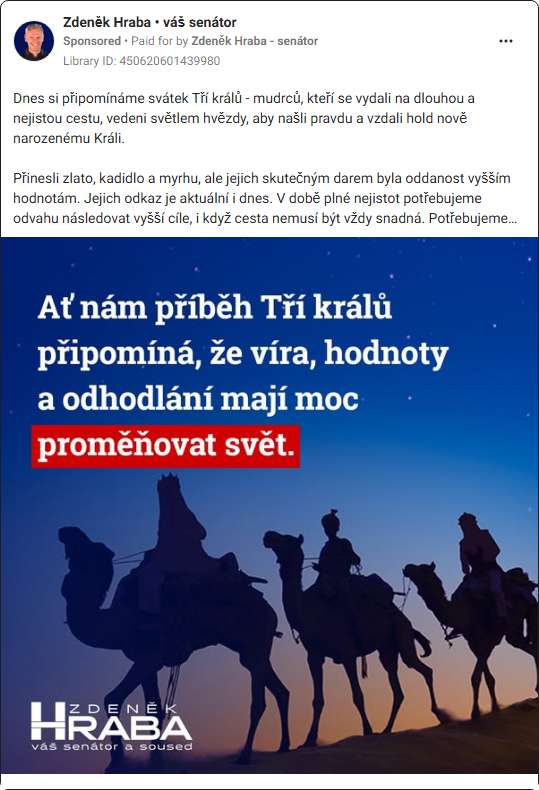 Zdeněk Hraba • váš senátor
Sponsored • Paid for by Zdeněk Hraba - senátor
Library ID: 450620601439980
Dnes si připomínáme svátek Tří králů - mudrců, kteří se vydali na dlouhou a
nejistou cestu, vedeni světlem hvězdy, aby našli pravdu a vzdali hold nově
narozenému Králi.
Přinesli zlato, kadidlo a myrhu, ale jejich skutečným darem byla oddanost vyšším
hodnotám. Jejich odkaz je aktuální i dnes. V době plné nejistot potřebujeme
odvahu následovat vyšší cíle, i když cesta nemusí být vždy snadná. Potřebujeme…
Ať nám příběh Tří králů
připomíná, že víra, hodnoty
a odhodlání mají moc
proměňovat svět.
ZDENĚK
HRABA
váš senátor a soused